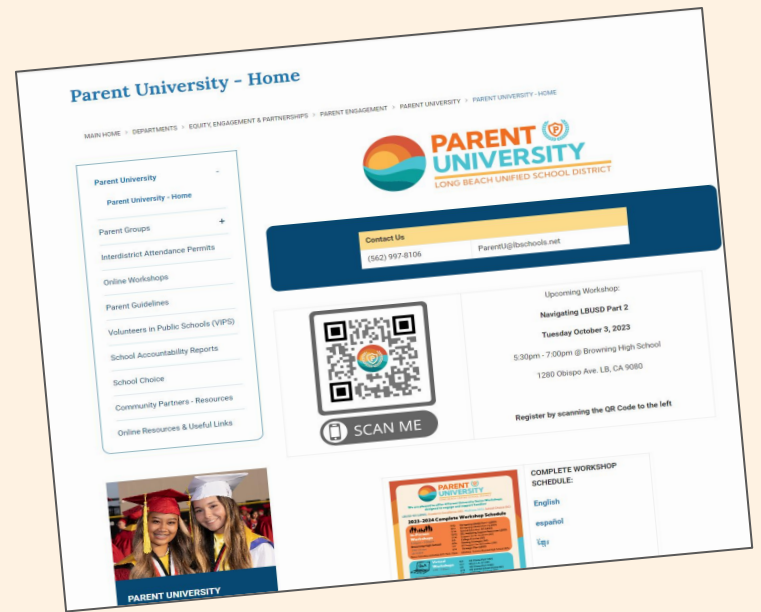 Parent University - Home
MAIN HOME > DEPARTMENTS > EQUITY, ENGAGEMENT & PARTNERSHIPS > PARENT ENGAGEMENT > PARENT UNIVERSITY > PARENT UNIVERSITY - HOME
Parent University -
Parent University - Home
Parent Groups +
Interdistrict Attendance Permits
Online Workshops
Parent Guidelines
Volunteers in Public Schools (VIPS)
School Accountability Reports
School Choice
Community Partners - Resources
Online Resources & Useful Links
PARENT
UNIVERSITY
LONG BEACH UNIFIED SCHOOL DISTRICT
Contact Us
(562) 997-8106 ParentU@lbschools.net
SCAN ME
Upcoming Workshop:
Navigating LBUSD Part 2
Tuesday October 3, 2023
5:30pm - 7:00pm @ Browning High School
1280 Obispo Ave. LB, CA 9080
Register by scanning the QR Code to the left
PARENT UNIVERSITY
PARENT
UNIVERSITY
2023-2024 Complete Workshop Schedule
COMPLETE WORKSHOP
SCHEDULE:
English
español
ខ្មែរ